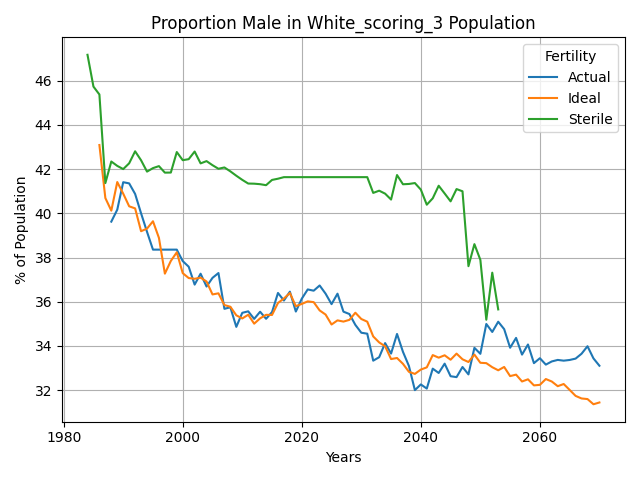 Proportion Male in White_scoring_3 Population
% of Population
46
44
42
40
38
36
34
32
Fertility
Actual
Ideal
Sterile
1980
2000
2020
2040
2060
Years